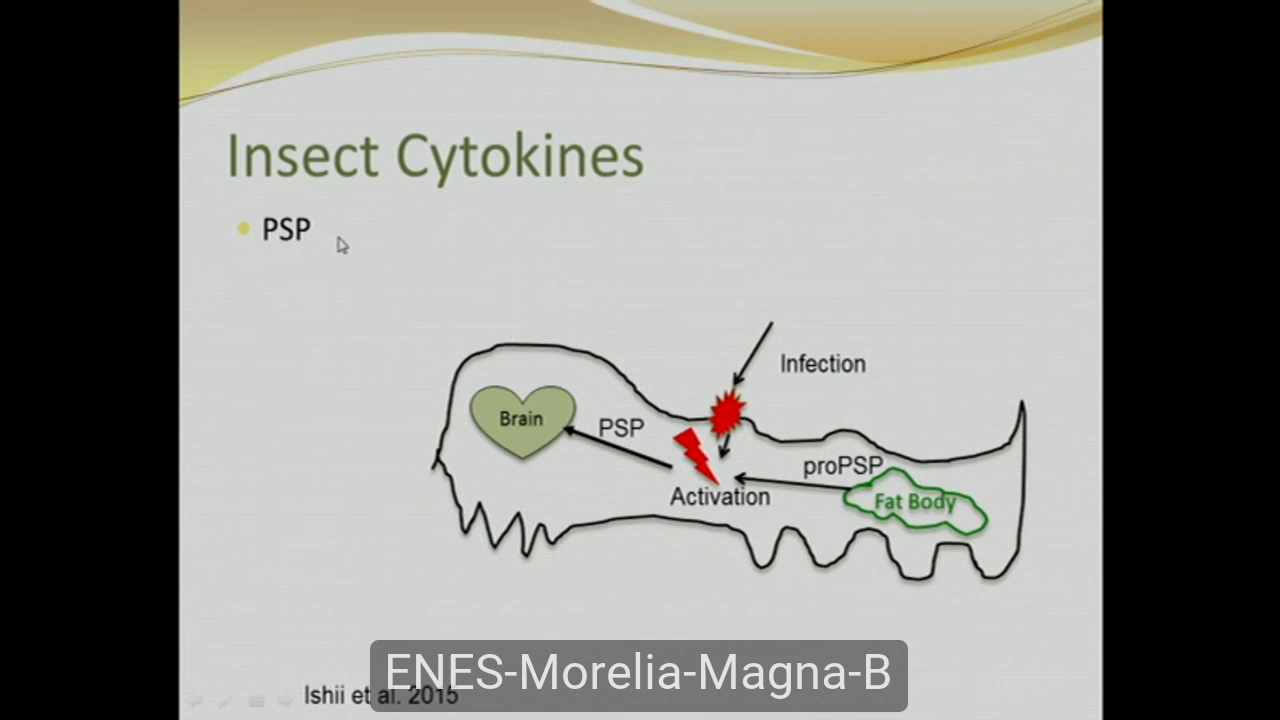 Insect Cytokines
PSP
Infection
Brain
PSP
proPSP
Activation
Fat Body
Ishii et al. 2015
ENES-Morelia-Magna-B